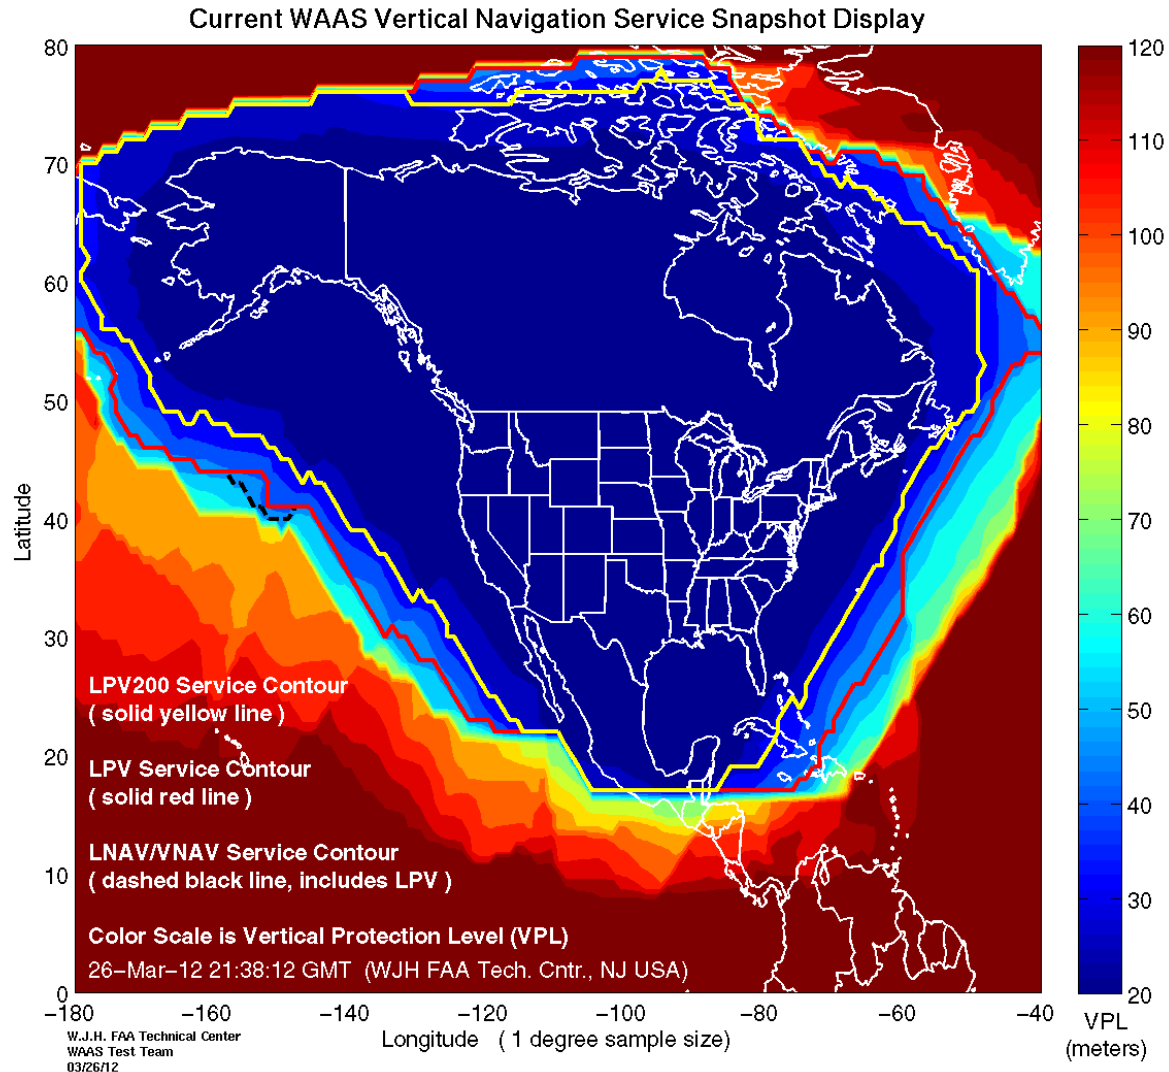 Current WAAS Vertical Navigation Service Snapshot Display
80
70
60
50
40
30
20
10
0
Latitude
LPV200 Service Contour
( solid yellow line )
LPV Service Contour
( solid red line )
LNAV/VNAV Service Contour
( dashed black line, includes LPV )
Color Scale is Vertical Protection Level (VPL)
26−Mar−12 21:38:12 GMT (WJH FAA Tech. Cntr., NJ USA)
−180 −160 −140 −120 −100 −80 −60 −40
Longitude ( 1 degree sample size)
W.J.H. FAA Technical Center
WAAS Test Team
03/26/12
120
110
100
90
80
70
60
50
40
30
20
VPL
(meters)